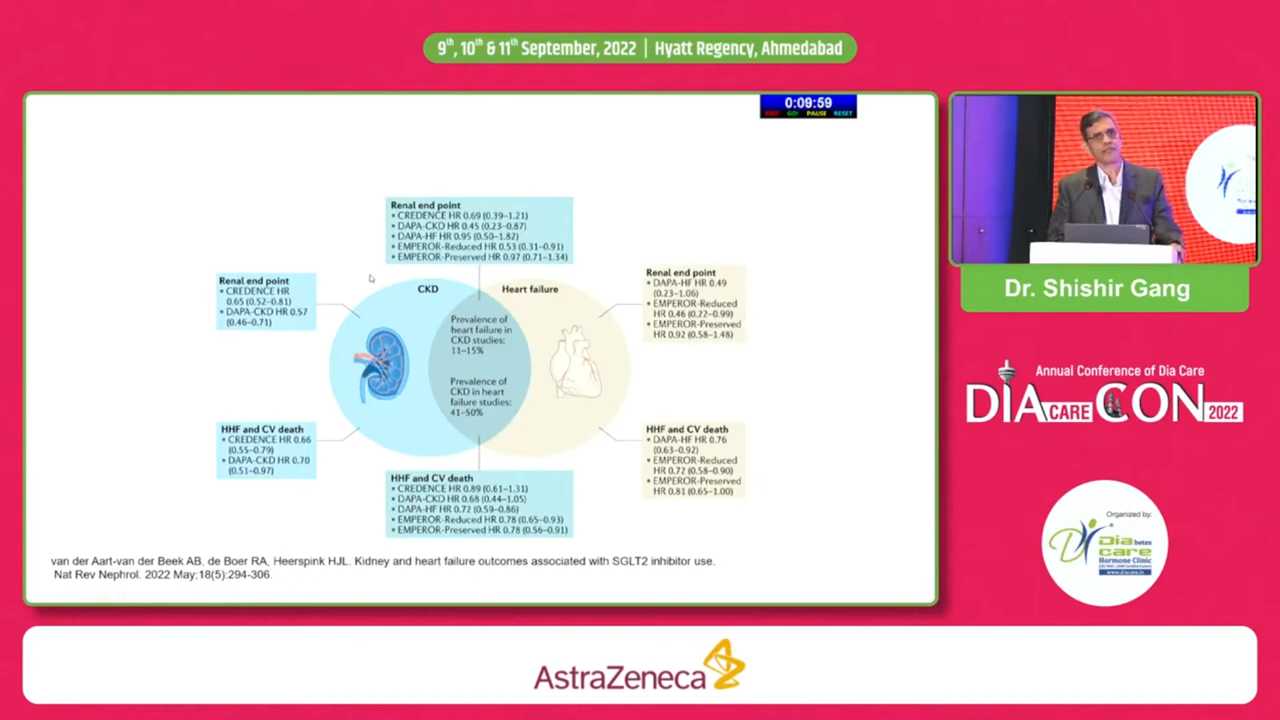 9th, 10th & 11th September, 2022 | Hyatt Regency, Ahmedabad
0:09:59
EXIT GO! PAUSE RESET
Renal end point
• CREDENCE HR 0.69 (0.39–1.21)
• DAPA-CKD HR 0.45 (0.23–0.87)
• DAPA-HF HR 0.95 (0.50–1.82)
• EMPEROR-Reduced HR 0.53 (0.31–0.91)
• EMPEROR-Preserved HR 0.97 (0.71–1.34)
Renal end point
• CREDENCE HR
0.65 (0.52–0.81)
• DAPA-CKD HR 0.57
(0.46–0.71)
CKD
Heart failure
Prevalence of
heart failure in
CKD studies:
11–15%
Prevalence of
CKD in heart
failure studies:
41–50%
Renal end point
• DAPA-HF HR 0.49
(0.23–1.06)
• EMPEROR-Reduced
HR 0.46 (0.22–0.99)
• EMPEROR-Preserved
HR 0.92 (0.58–1.48)
HHF and CV death
• CREDENCE HR 0.66
(0.55–0.79)
• DAPA-CKD HR 0.70
(0.51–0.97)
HHF and CV death
• CREDENCE HR 0.89 (0.61–1.31)
• DAPA-CKD HR 0.68 (0.44–1.05)
• DAPA-HF HR 0.72 (0.59–0.86)
• EMPEROR-Reduced HR 0.78 (0.65–0.93)
• EMPEROR-Preserved HR 0.78 (0.56–0.91)
HHF and CV death
• DAPA-HF HR 0.76
(0.63–0.92)
• EMPEROR-Reduced
HR 0.72 (0.58–0.90)
• EMPEROR-Preserved
HR 0.81 (0.65–1.00)
van der Aart-van der Beek AB, de Boer RA, Heerspink HJL. Kidney and heart failure outcomes associated with SGLT2 inhibitor use.
Nat Rev Nephrol. 2022 May;18(5):294-306.
Dr. Shishir Gang
Annual Conference of Dia Care
DIACARE CON 2022
Organized by:
Diabetes
care
Hormone Clinic
www.diacare.in
AstraZeneca